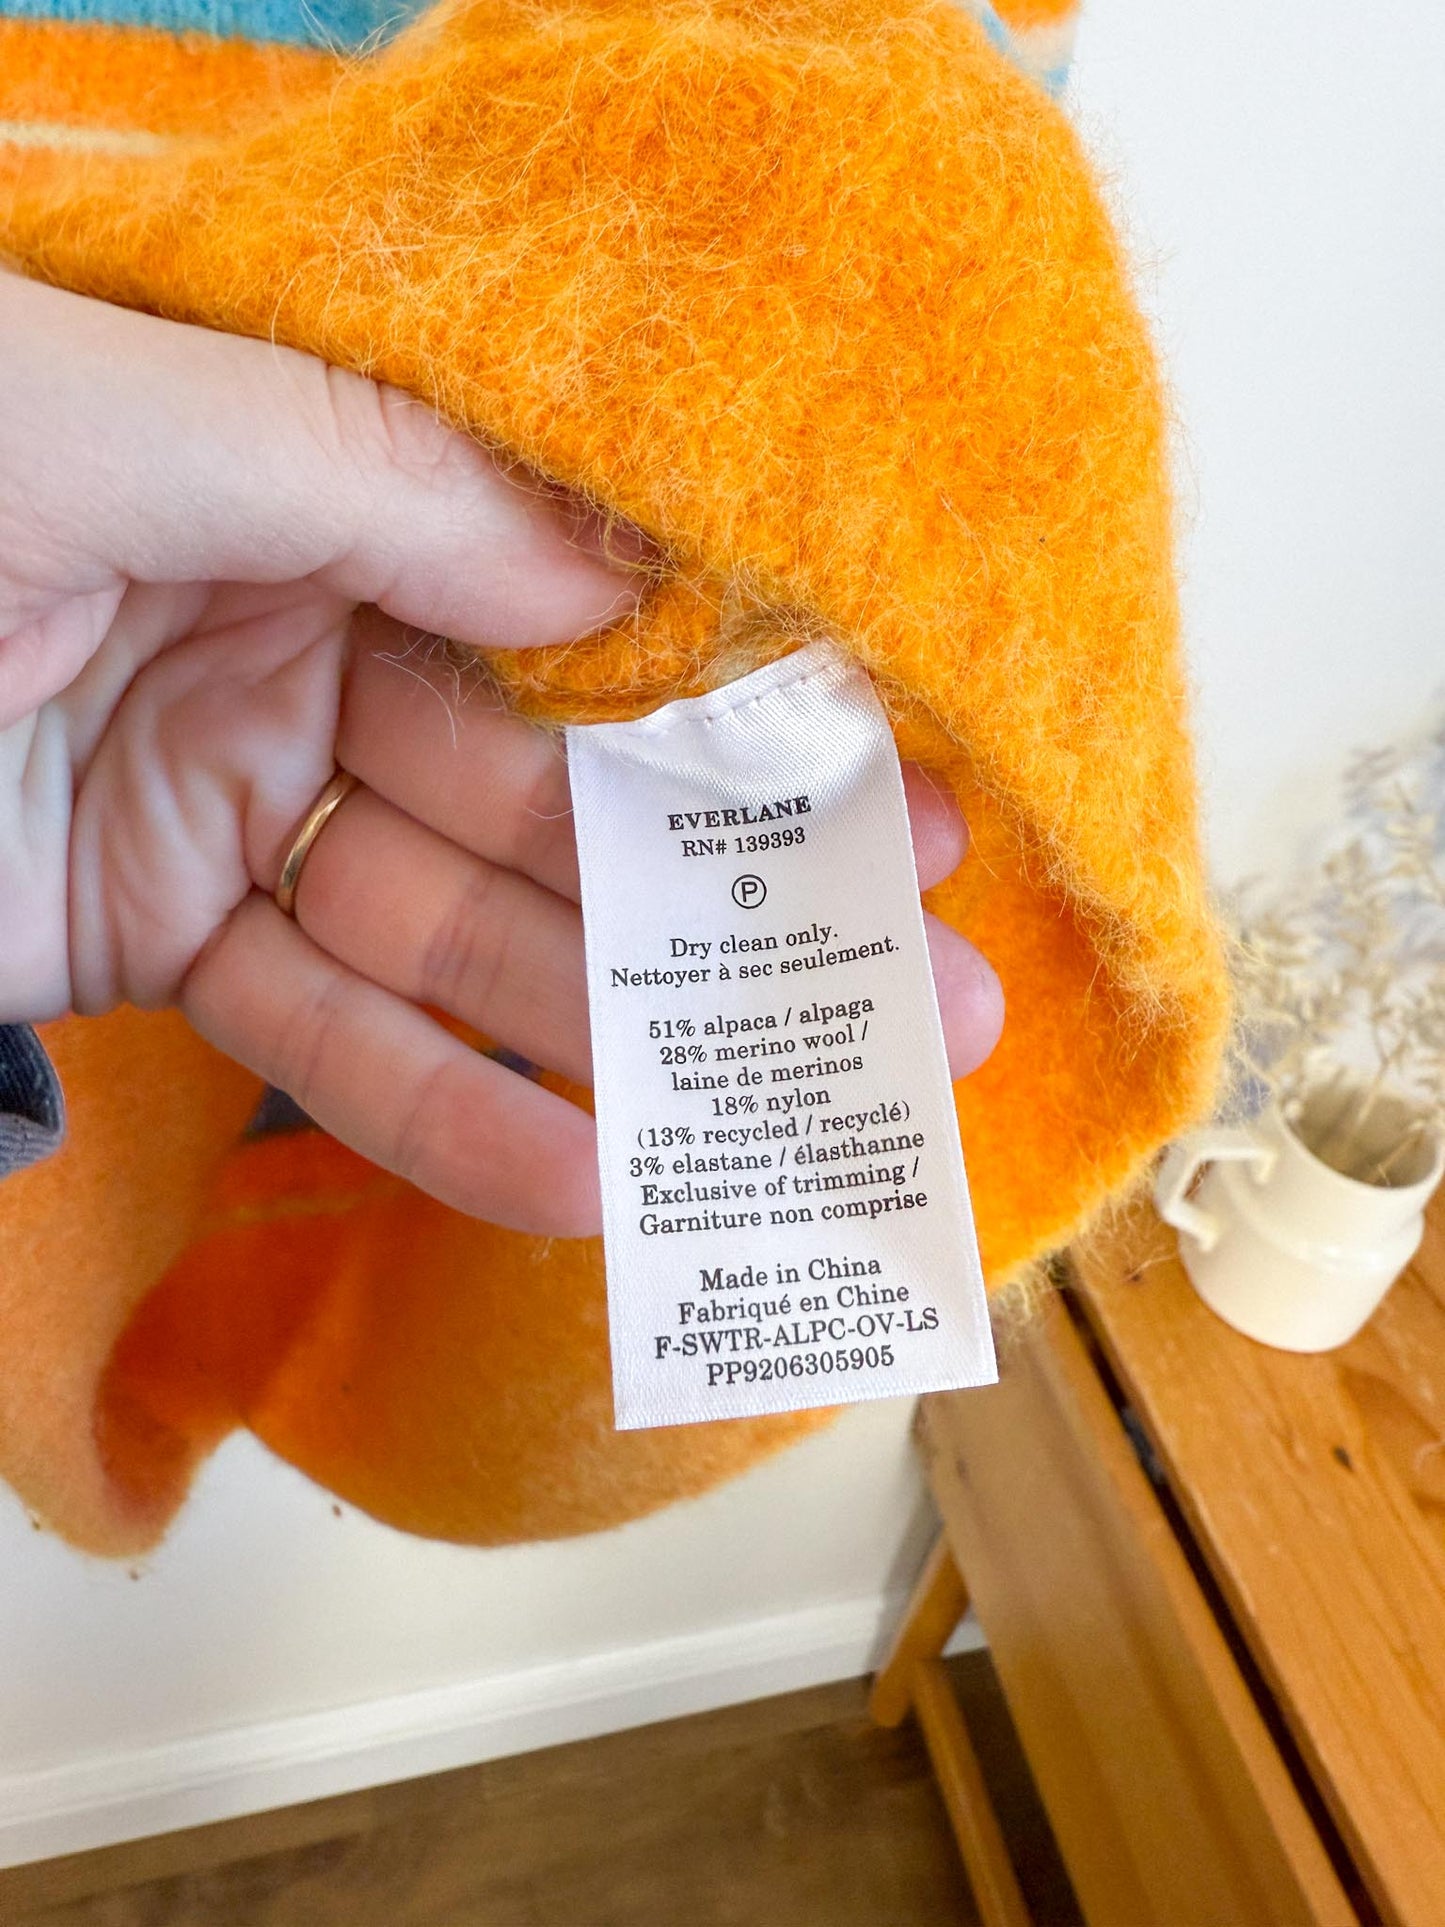 EVERLANE
RN# 139393
P
Dry clean only.
Nettoyer à sec seulement.
51% alpaca / alpaga
28% merino wool /
laine de merinos
18% nylon
(13% recycled / recyclé)
3% elastane / élasthanne
Exclusive of trimming /
Garniture non comprise
Made in China
Fabriqué en Chine
F-SWTR-ALPC-OV-LS
PP9206305905